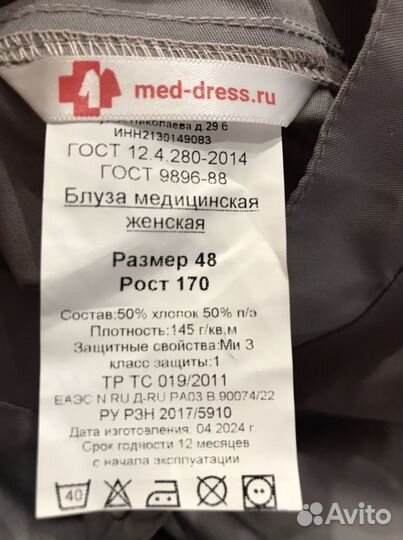 med-dress.ru
д.29 б
ИНН2130149083
ГОСТ 12.4.280-2014
ГОСТ 9896-88
Блуза медицинская
женская
Размер 48
Рост 170
Состав:50% хлопок 50% п/э
Плотность:145 г/кв,м
Защитные свойства:Ми З
класс защиты:1
ТР ТС 019/2011
ЕАЭС N RU Д-RU РА03 В.90074/22
РУ РЗН 2017/5910
Дата изготовления. 04.2024 г.
Срок годности 12 месяцев
с начала эксплуатации
40
Avito